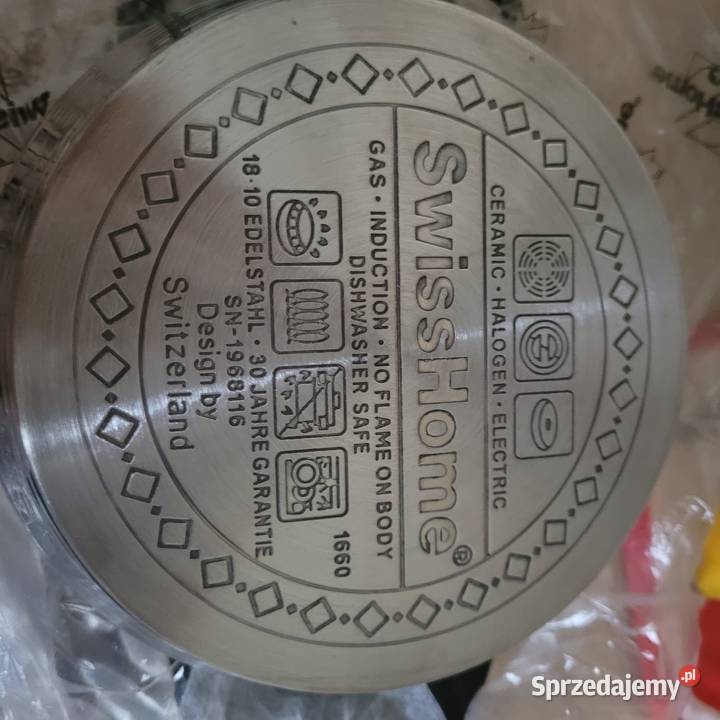 CERAMIC · HALOGEN · ELECTRIC
SwissHome®
GAS · INDUCTION · NO FLAME ON BODY
DISHWASHER SAFE
1660
18·10 EDELSTAHL · 30 JAHRE GARANTIE
SN-1968116
Design by
Switzerland
Sprzedajemy.pl